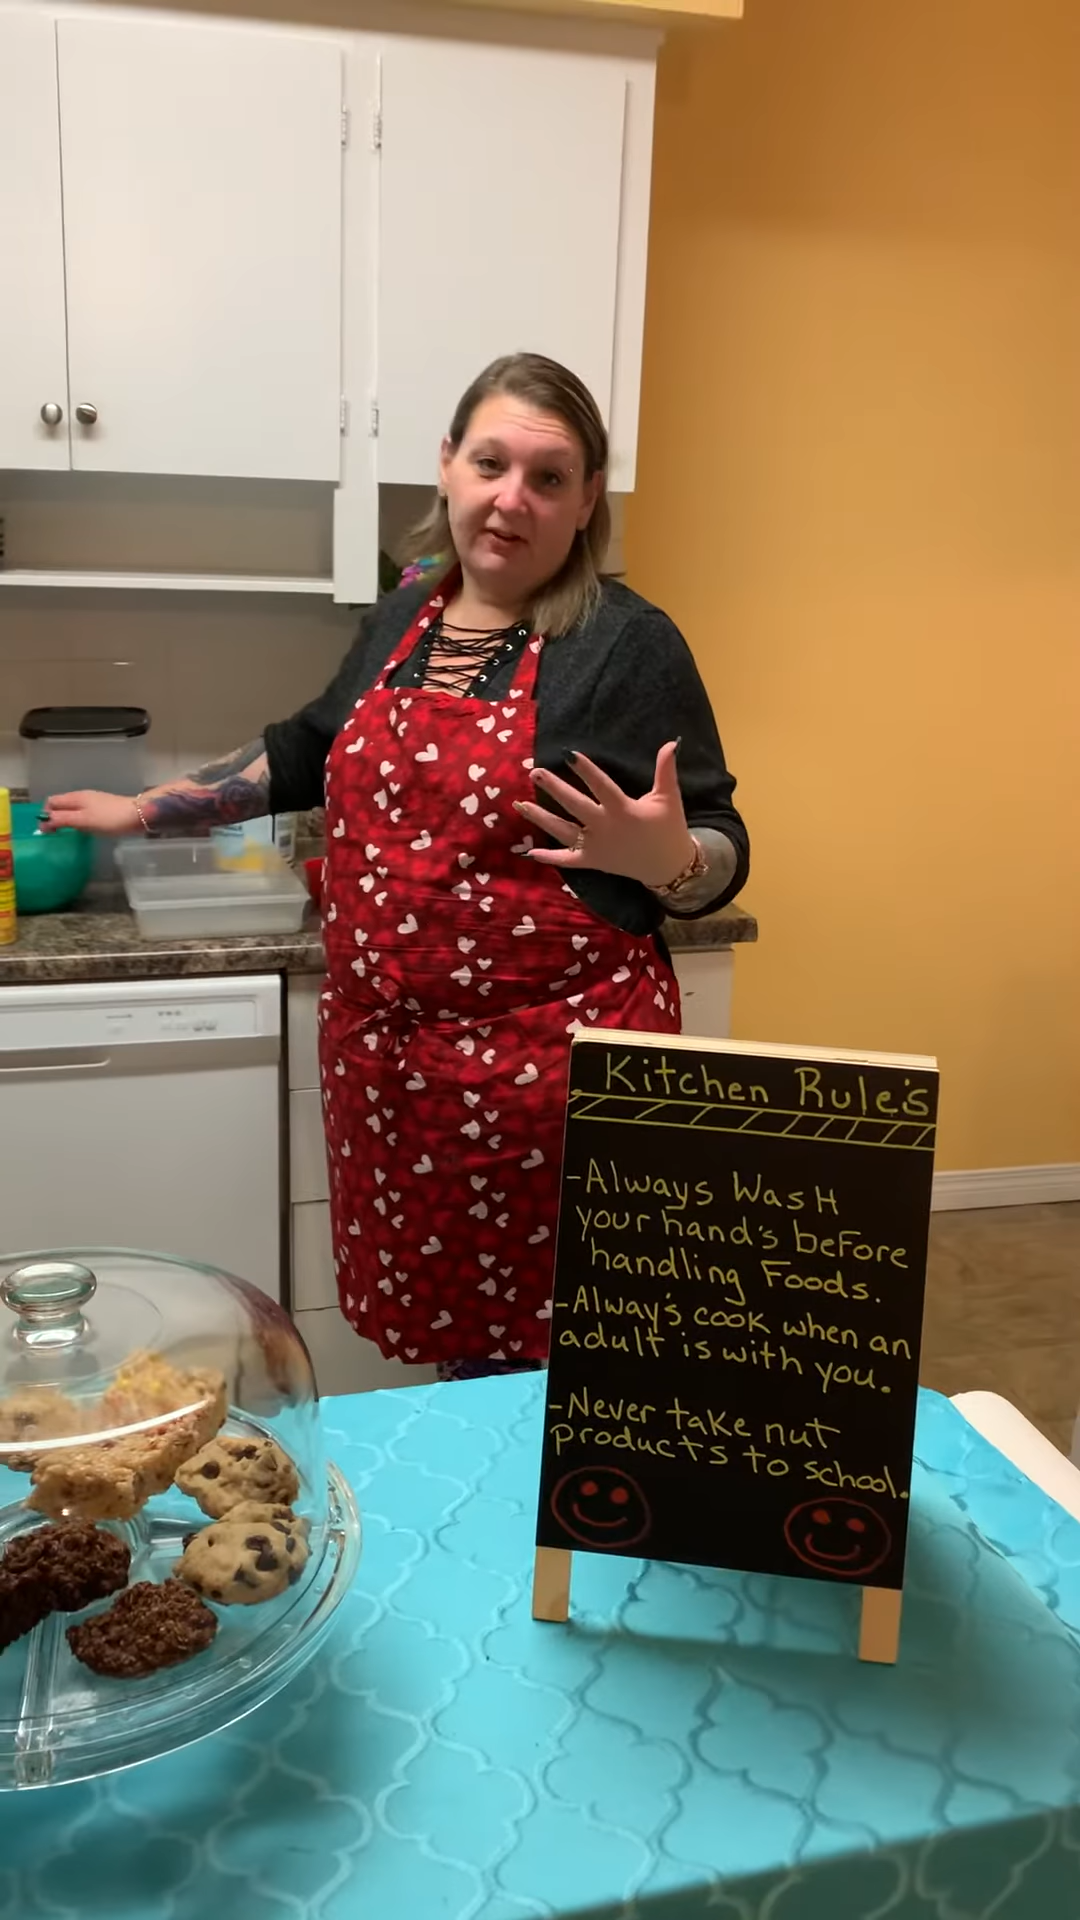 Kitchen Rule's
-Always Wash
your hand's before
handling Foods.
-Alway's cook when an
adult is with you.
-Never take nut
products to school.